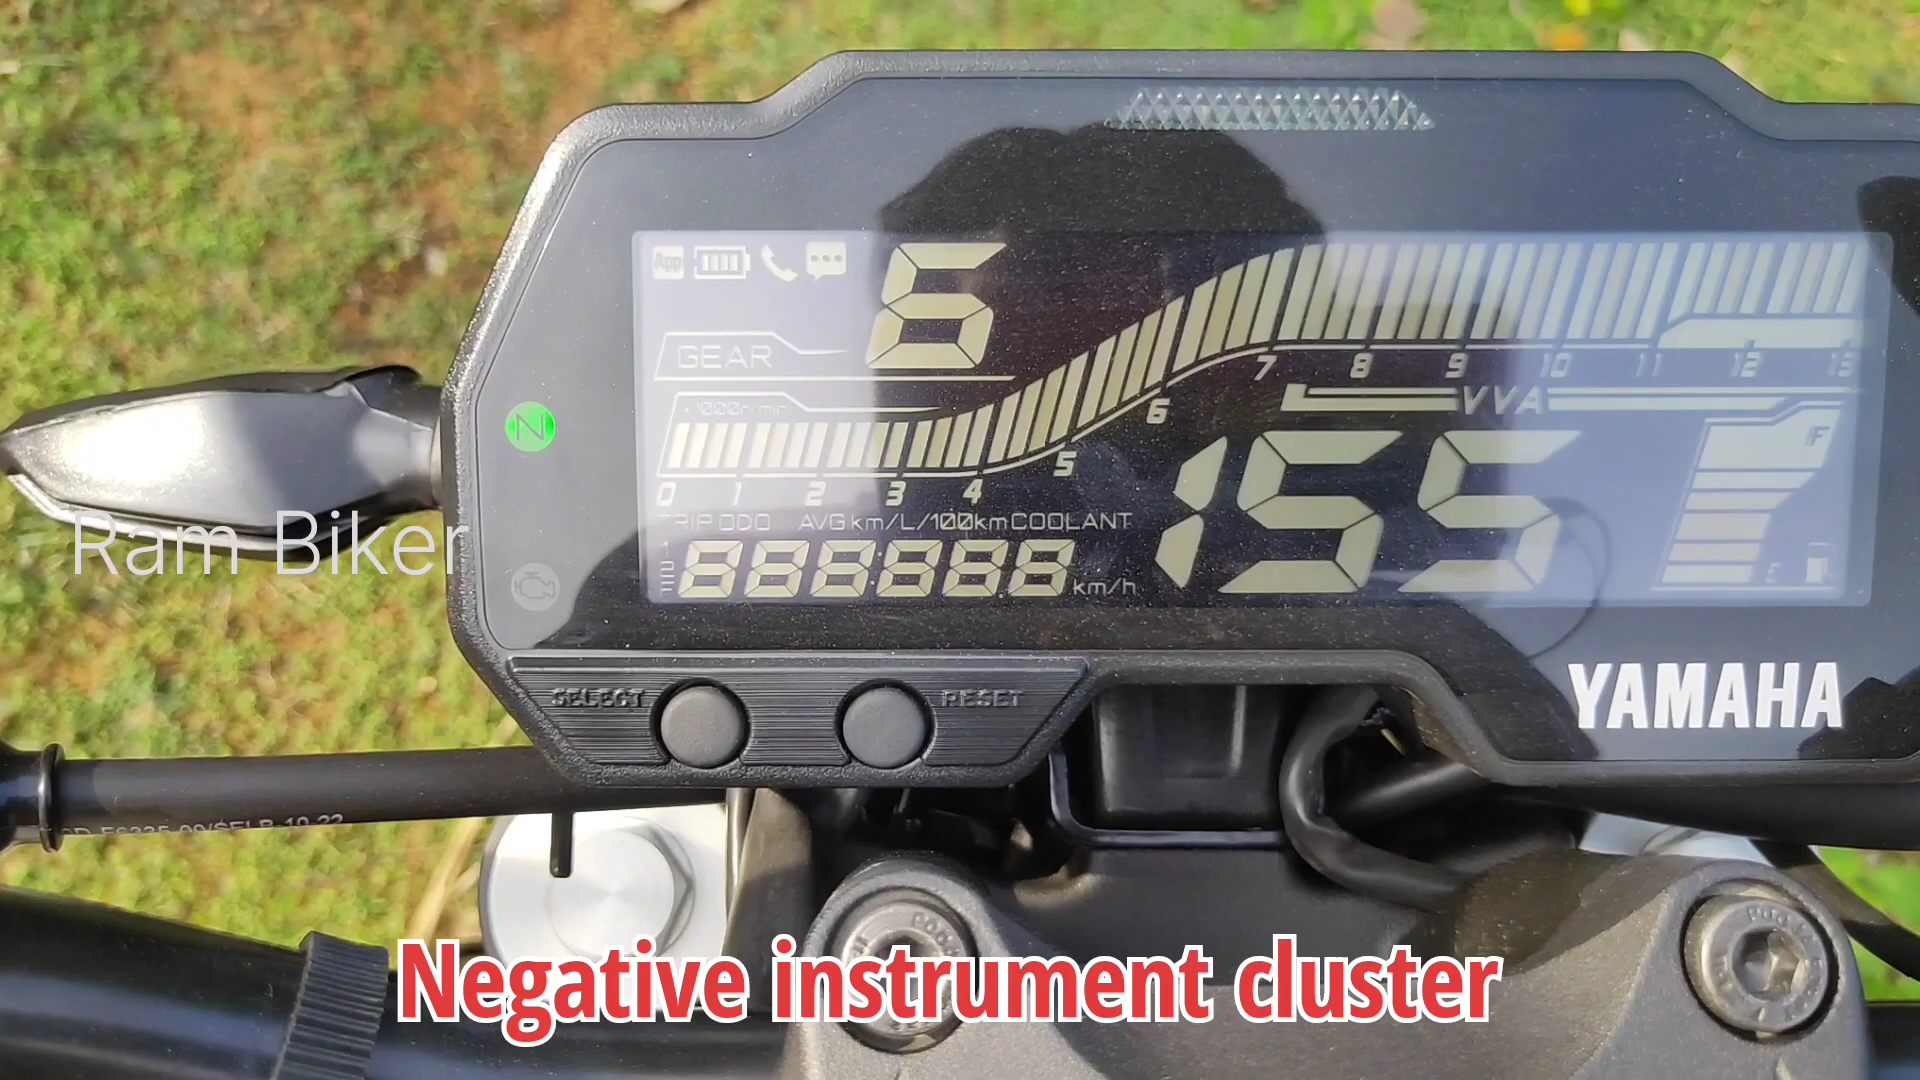 App
6
GEAR
x1000r/min
0 1 2 3 4 5 6 7 8 9 10 11 12 13
VVA
N
TRIP ODO AVG km/L/100km COOLANT
888888 km/h
155
F
E
SELECT
RESET
YAMAHA
Ram Biker
Negative instrument cluster